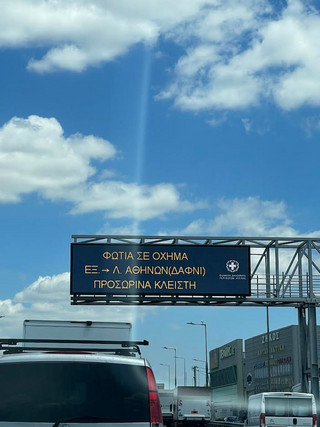 ΦΩΤΙΑ ΣΕ ΟΧΗΜΑ
ΕΞ.→ Λ. ΑΘΗΝΩΝ(ΔΑΦΝΙ)
ΠΡΟΣΩΡΙΝΑ ΚΛΕΙΣΤΗ